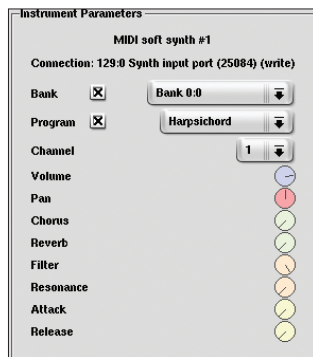 Instrument Parameters
MIDI soft synth #1
Connection: 129:0 Synth input port (25084) (write)
Bank Bank 0:0
Program Harpsichord
Channel 1
Volume
Pan
Chorus
Reverb
Filter
Resonance
Attack
Release